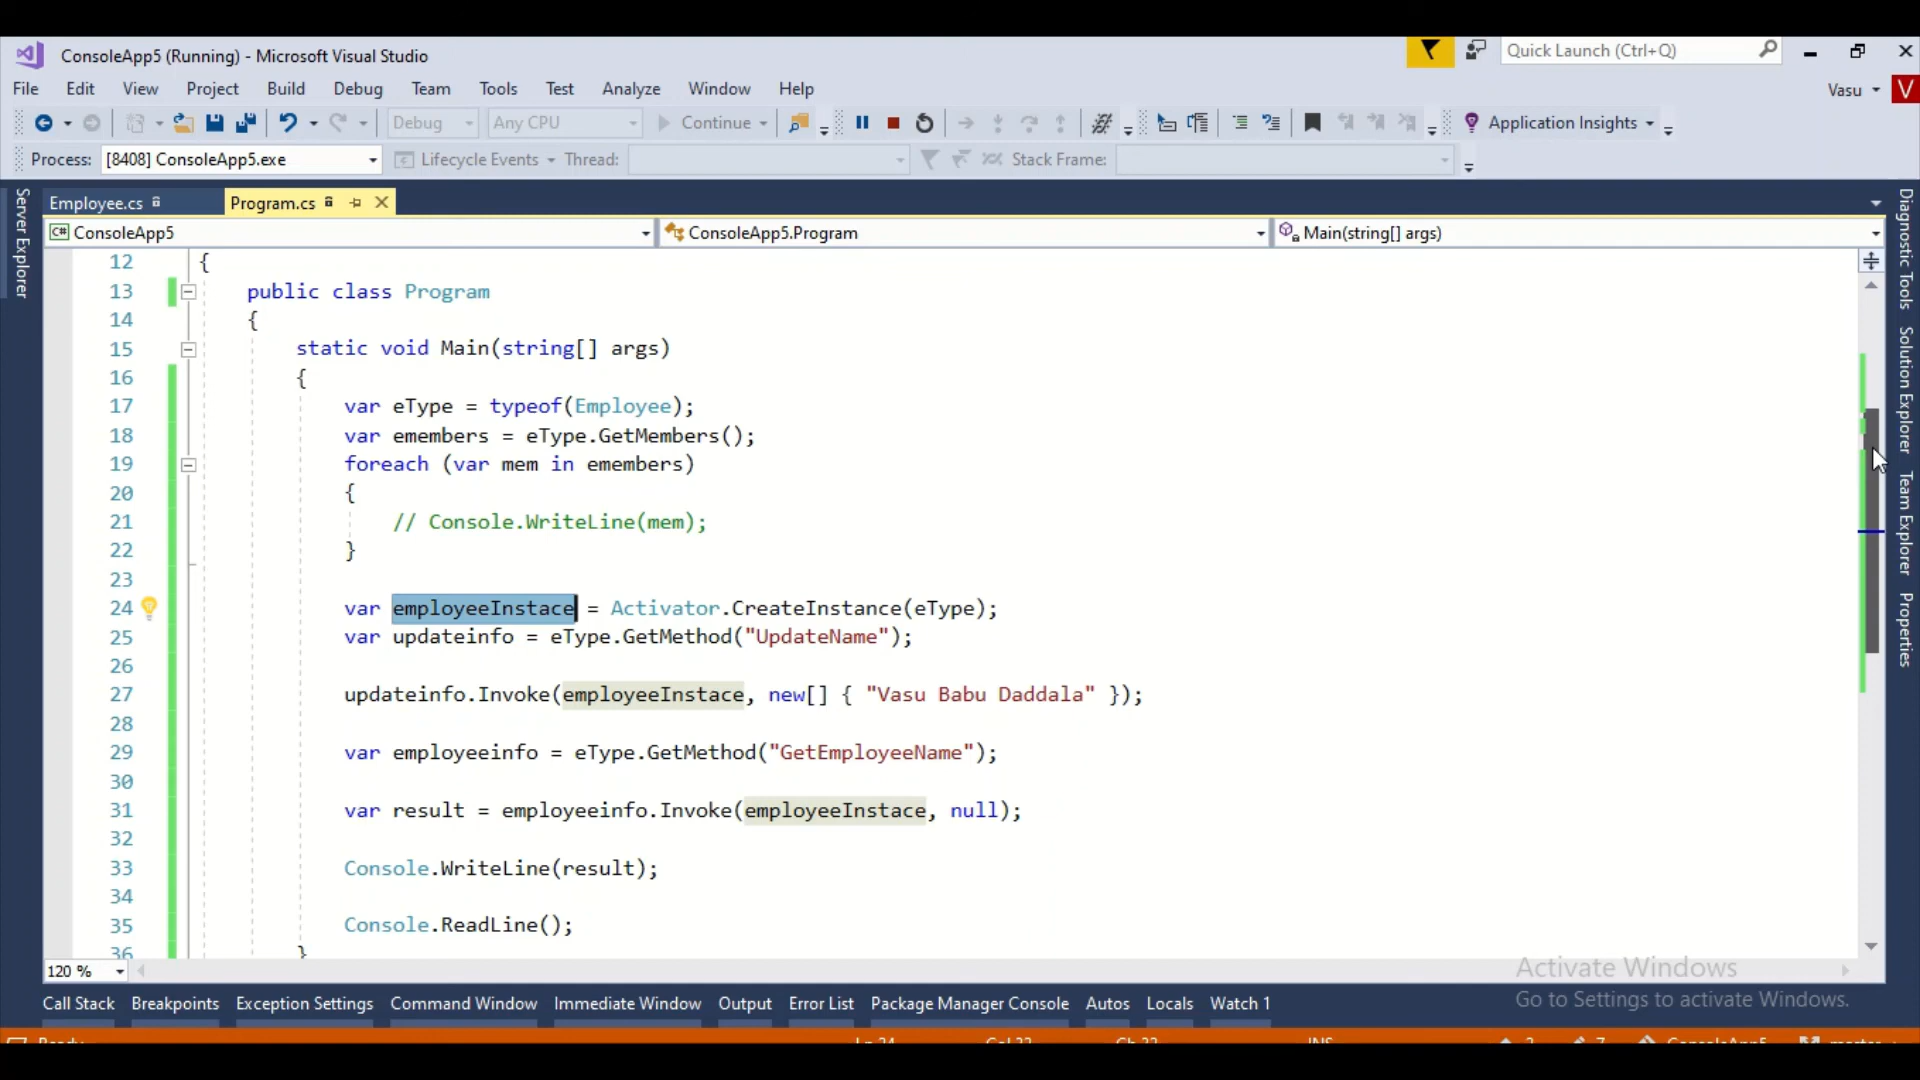 ConsoleApp5 (Running) - Microsoft Visual Studio
Quick Launch (Ctrl+Q)
File Edit View Project Build Debug Team Tools Test Analyze Window Help
Vasu V
Debug Any CPU Continue Application Insights
Process: [8408] ConsoleApp5.exe Lifecycle Events Thread: Stack Frame:
Server Explorer
Employee.cs Program.cs
C# ConsoleApp5 ConsoleApp5.Program Main(string[] args)
12 {
13 public class Program
14 {
15 static void Main(string[] args)
16 {
17 var eType = typeof(Employee);
18 var emembers = eType.GetMembers();
19 foreach (var mem in emembers)
20 {
21 // Console.WriteLine(mem);
22 }
23
24 var employeeInstace = Activator.CreateInstance(eType);
25 var updateinfo = eType.GetMethod("UpdateName");
26
27 updateinfo.Invoke(employeeInstace, new[] { "Vasu Babu Daddala" });
28
29 var employeeinfo = eType.GetMethod("GetEmployeeName");
30
31 var result = employeeinfo.Invoke(employeeInstace, null);
32
33 Console.WriteLine(result);
34
35 Console.ReadLine();
36 }
Diagnostic Tools
Solution Explorer
Team Explorer
Properties
120 %
Activate Windows
Go to Settings to activate Windows.
Call Stack Breakpoints Exception Settings Command Window Immediate Window Output Error List Package Manager Console Autos Locals Watch 1